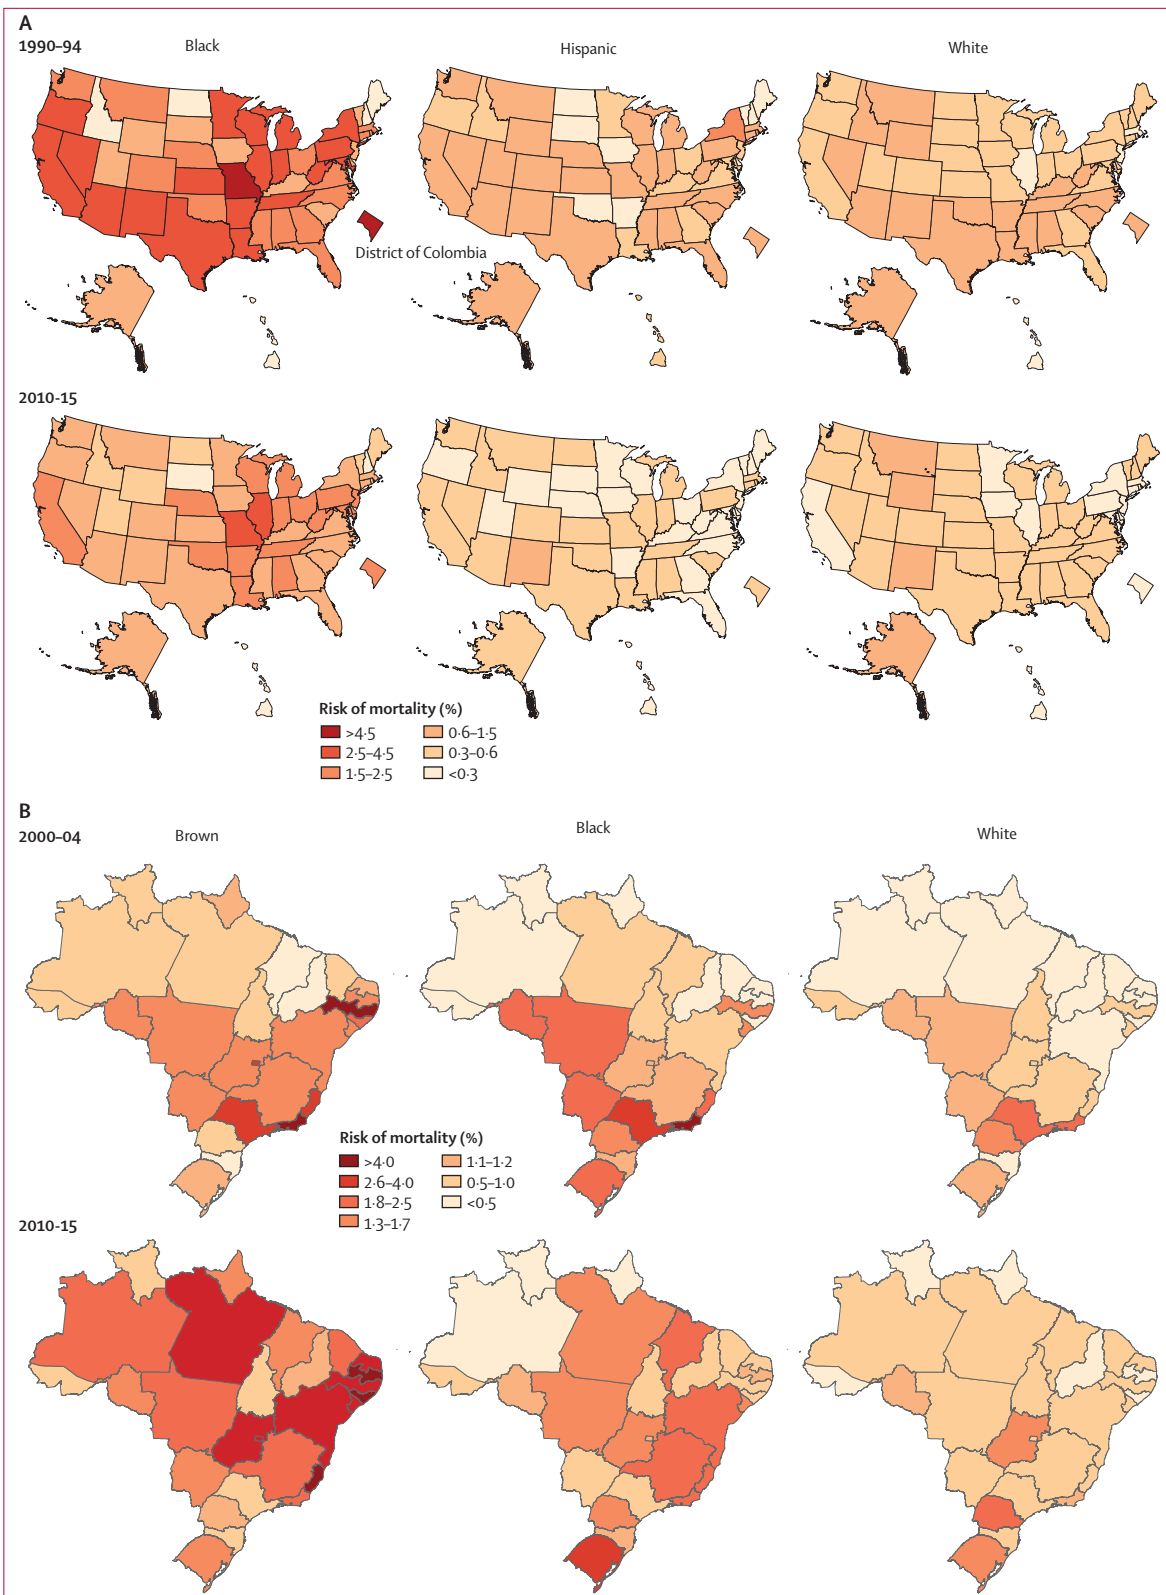 A
1990–94
Black
Hispanic
White
District of Colombia
2010-15
Risk of mortality (%)
>4·5
0·6–1·5
2·5–4·5
0·3–0·6
1·5–2·5
<0·3
B
2000–04
Brown
Black
White
Risk of mortality (%)
>4·0
1·1–1·2
2·6–4·0
0·5–1·0
1·8–2·5
<0·5
1·3–1·7
2010-15